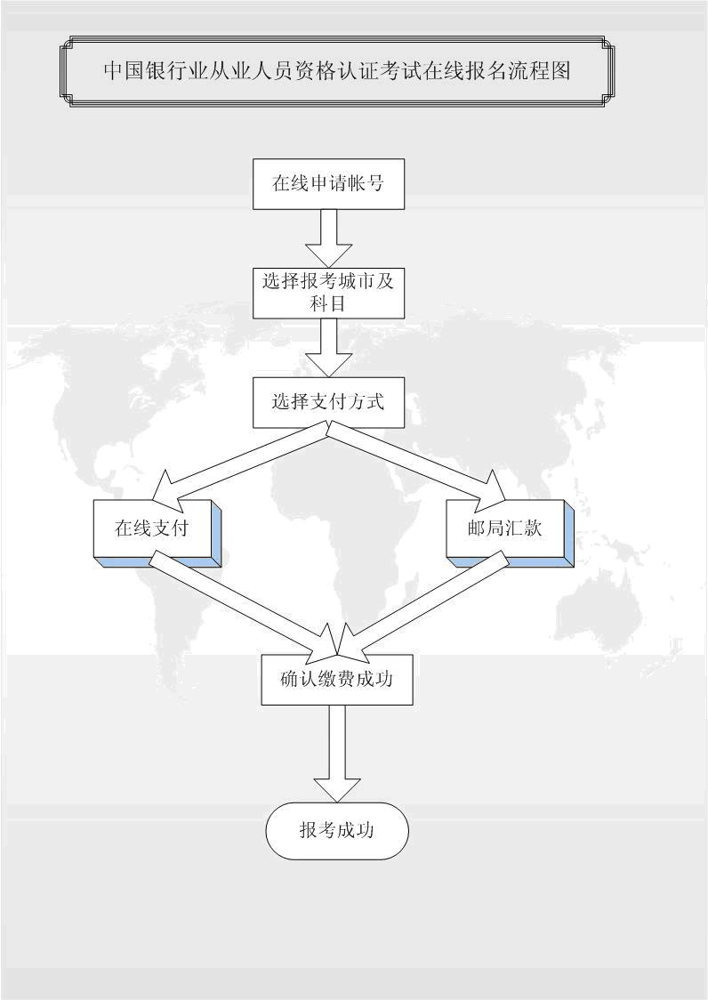 中国银行业从业人员资格认证考试在线报名流程图
在线申请帐号
选择报考城市及
科目
选择支付方式
在线支付
邮局汇款
确认缴费成功
报考成功